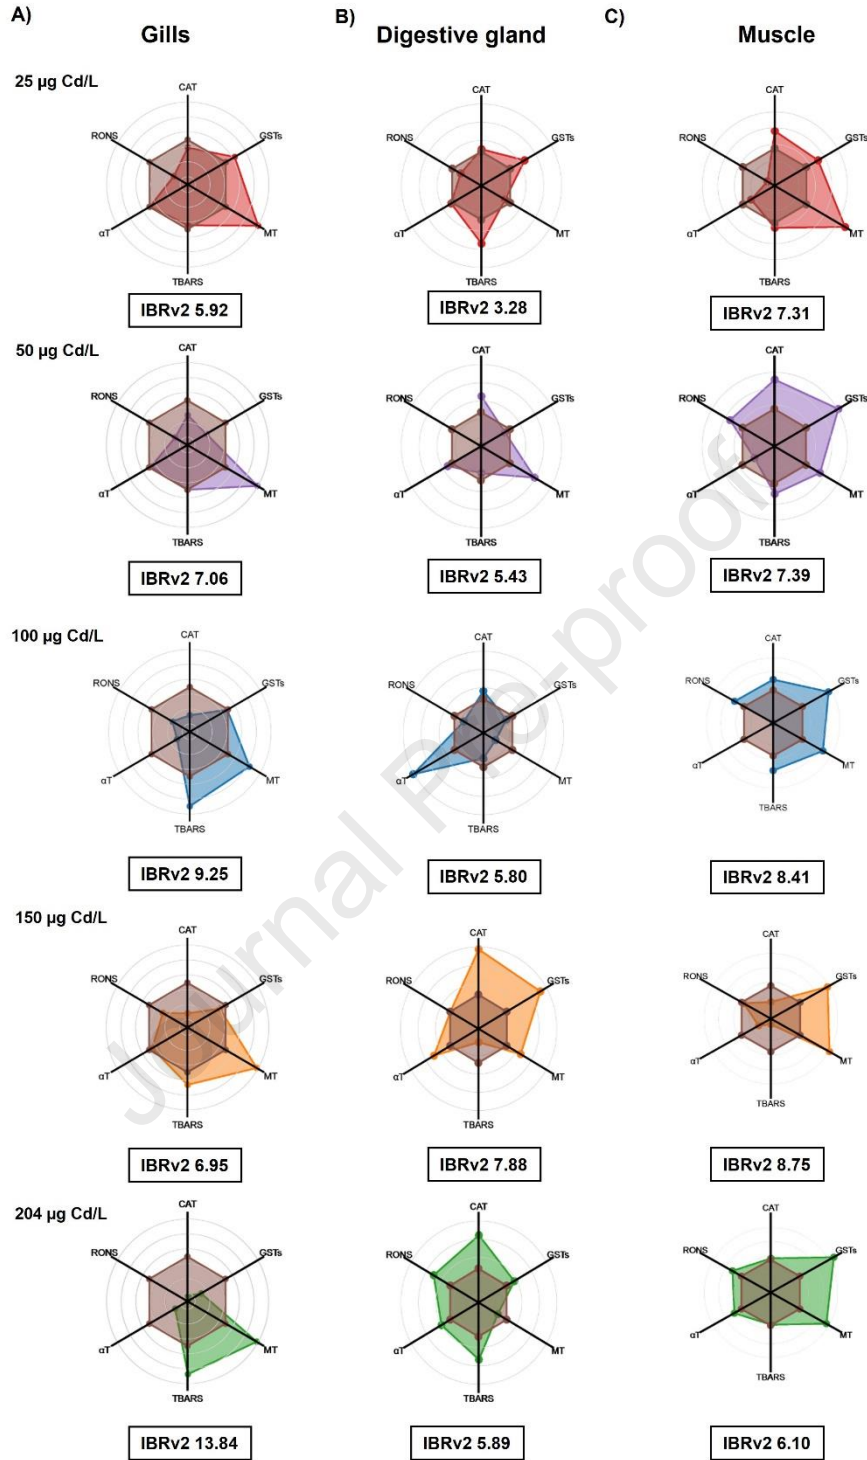 A)
B)
C)
Gills
Digestive gland
Muscle
25 µg Cd/L
CAT
CAT
CAT
RONS
GSTs
RONS
GSTs
RONS
GSTs
αT
MT
αT
MT
αT
MT
TBARS
TBARS
TBARS
IBRv2 5.92
IBRv2 3.28
IBRv2 7.31
50 µg Cd/L
CAT
CAT
CAT
RONS
GSTs
RONS
GSTs
RONS
GSTs
αT
MT
αT
MT
αT
MT
TBARS
TBARS
TBARS
IBRv2 7.06
IBRv2 5.43
IBRv2 7.39
100 µg Cd/L
CAT
CAT
CAT
RONS
GSTs
RONS
GSTs
RONS
GSTs
αT
MT
αT
MT
αT
MT
TBARS
TBARS
TBARS
IBRv2 9.25
IBRv2 5.80
IBRv2 8.41
150 µg Cd/L
CAT
CAT
CAT
RONS
GSTs
RONS
GSTs
RONS
GSTs
αT
MT
αT
MT
αT
MT
TBARS
TBARS
TBARS
IBRv2 6.95
IBRv2 7.88
IBRv2 8.75
204 µg Cd/L
CAT
CAT
CAT
RONS
GSTs
RONS
GSTs
RONS
GSTs
αT
MT
αT
MT
αT
MT
TBARS
TBARS
TBARS
IBRv2 13.84
IBRv2 5.89
IBRv2 6.10
Journal Pre-proof